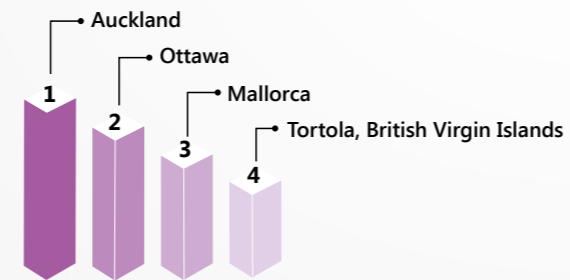 Auckland
Ottawa
Mallorca
Tortola, British Virgin Islands
1
2
3
4